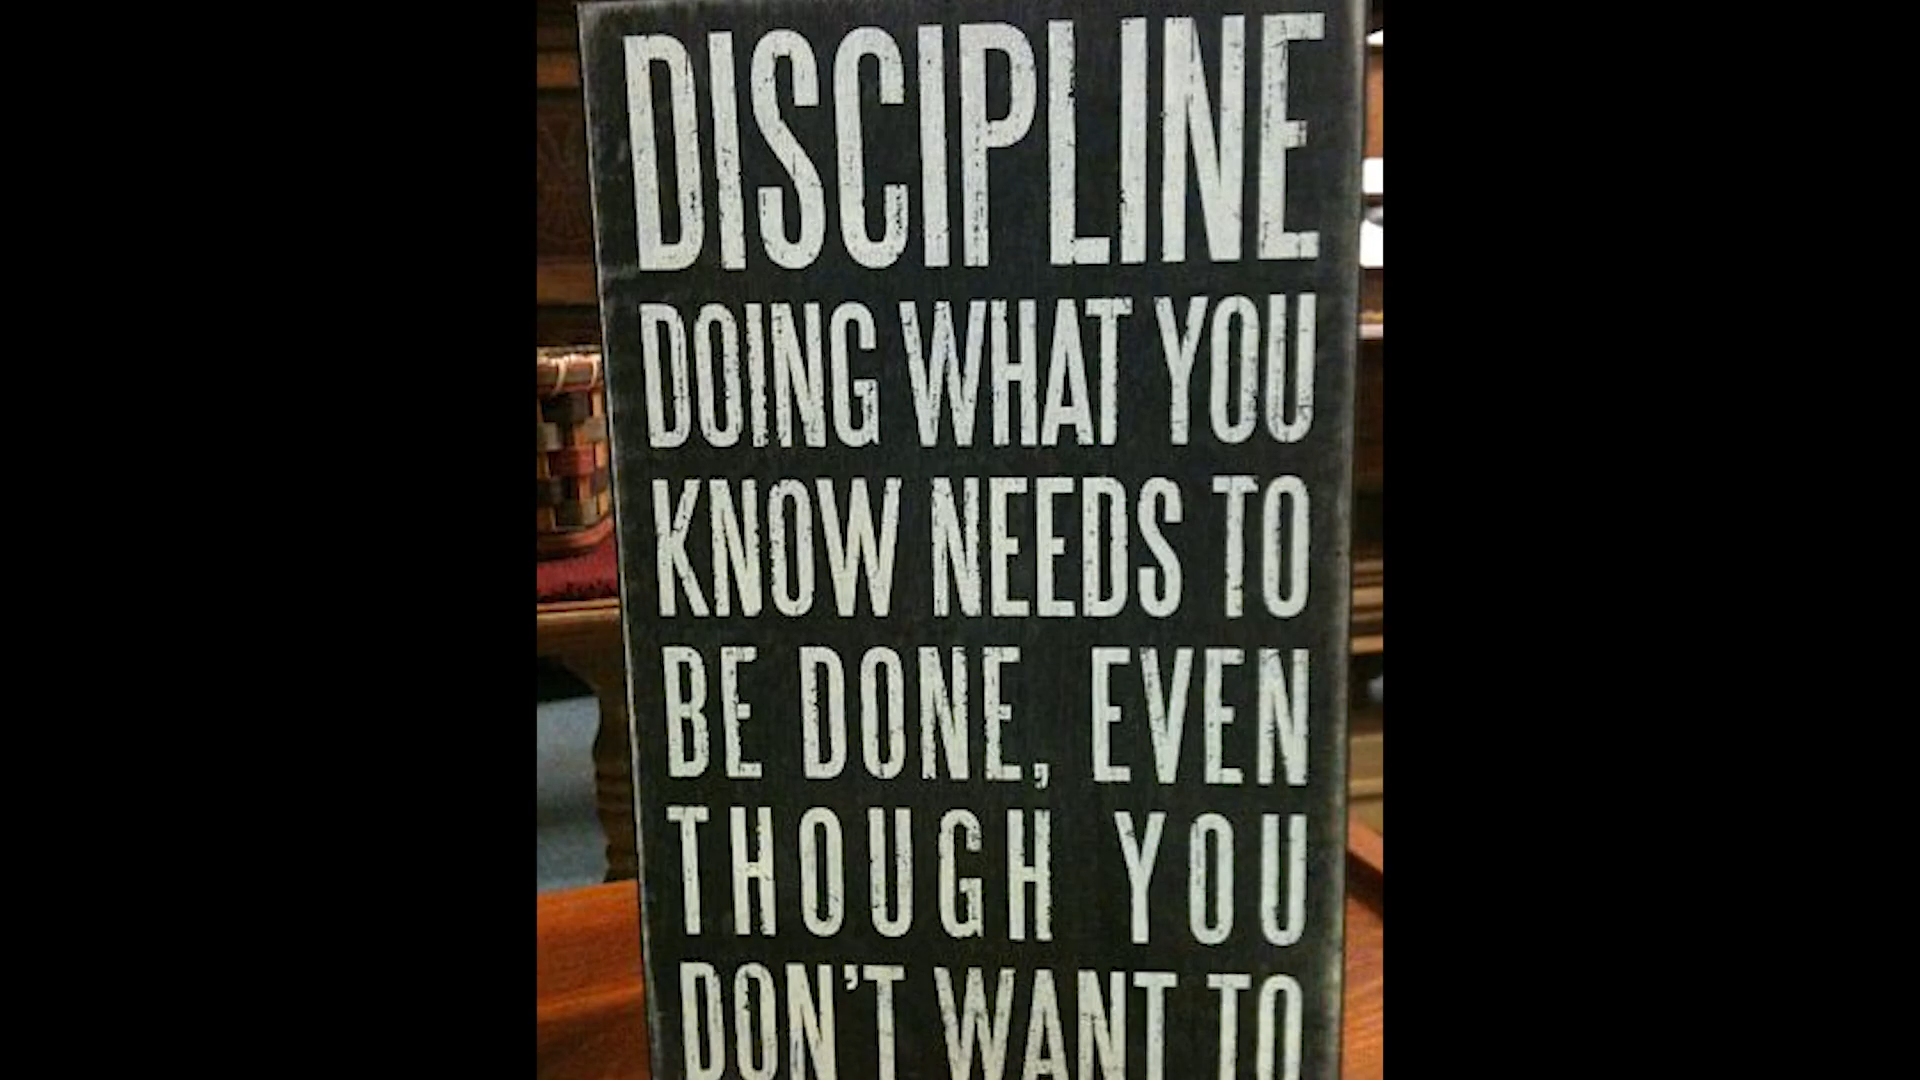 DISCIPLINE
DOING WHAT YOU
KNOW NEEDS TO
BE DONE, EVEN
THOUGH YOU
DON'T WANT TO